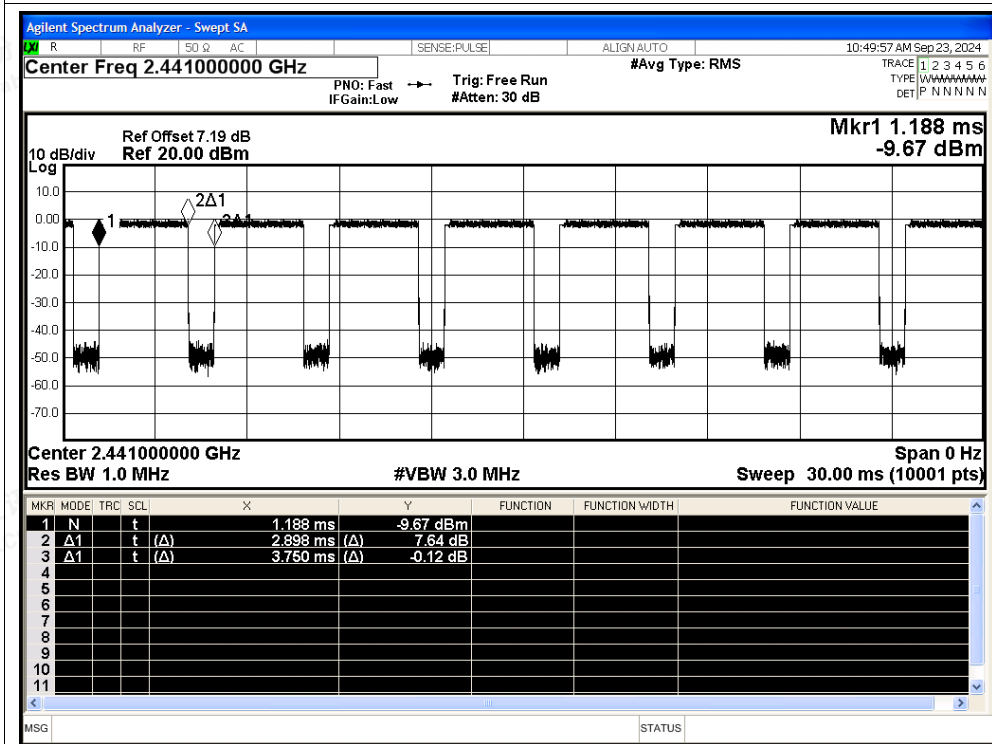 Agilent Spectrum Analyzer - Swept SA
LXI R RF 50 Ω AC SENSE:PULSE ALIGN AUTO 10:49:57 AM Sep 23, 2024
Center Freq 2.441000000 GHz #Avg Type: RMS TRACE 1 2 3 4 5 6
PNO: Fast Trig: Free Run TYPE
IFGain:Low #Atten: 30 dB DET P N N N N N
Mkr1 1.188 ms
Ref Offset 7.19 dB
10 dB/div Ref 20.00 dBm -9.67 dBm
Log
10.0
2Δ1
0.00
1 3Δ1
-10.0
-20.0
-30.0
-40.0
-50.0
-60.0
-70.0
Center 2.441000000 GHz Span 0 Hz
Res BW 1.0 MHz #VBW 3.0 MHz Sweep 30.00 ms (10001 pts)
MKR MODE TRC SCL X Y FUNCTION FUNCTION WIDTH FUNCTION VALUE
1 N t 1.188 ms -9.67 dBm
2 Δ1 t (Δ) 2.898 ms (Δ) 7.64 dB
3 Δ1 t (Δ) 3.750 ms (Δ) -0.12 dB
4
5
6
7
8
9
10
11
MSG STATUS